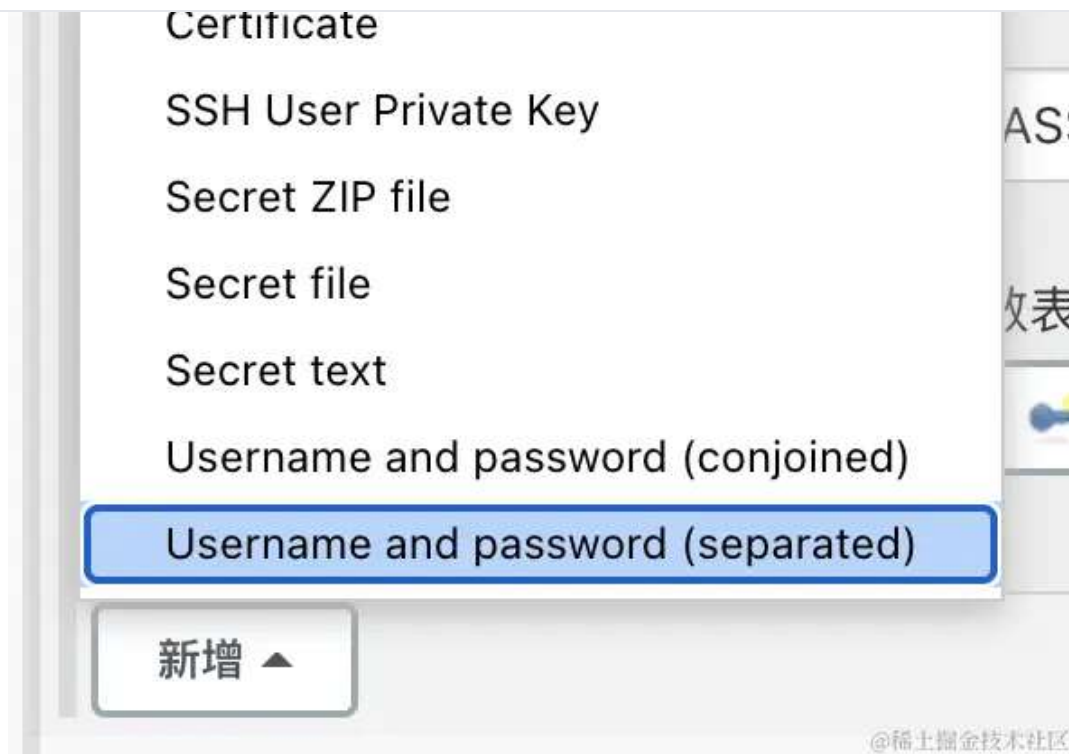 Certificate
SSH User Private Key
Secret ZIP file
Secret file
Secret text
Username and password (conjoined)
Username and password (separated)
新增
@稀土掘金技术社区